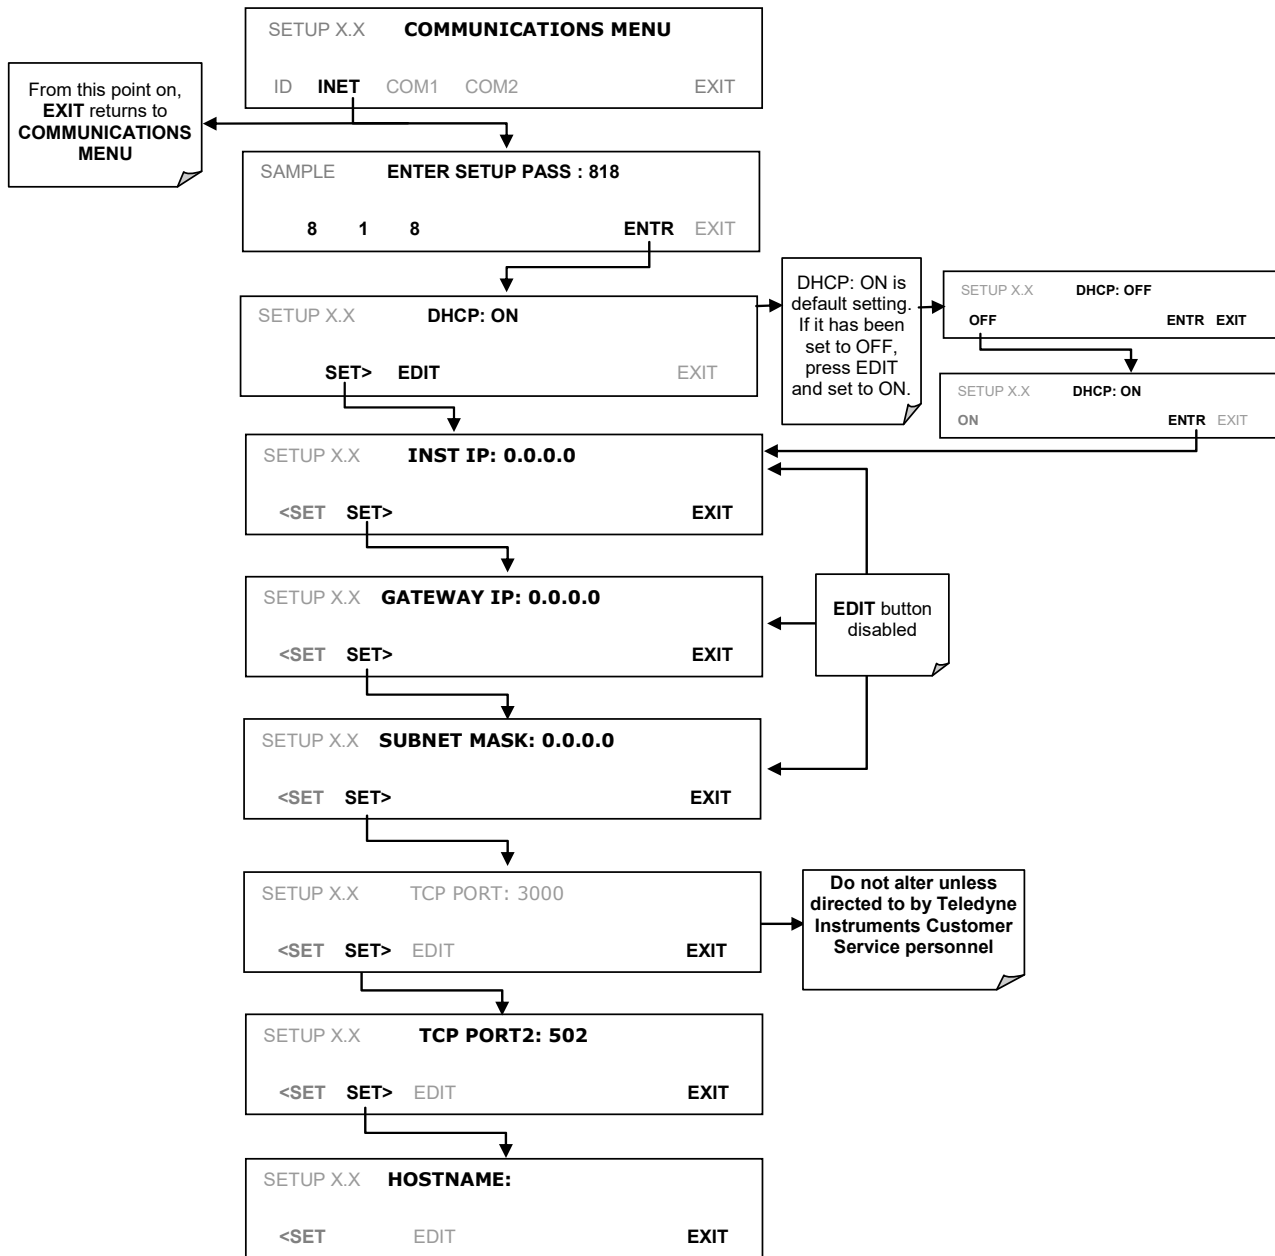 SETUP X.X COMMUNICATIONS MENU
ID INET COM1 COM2 EXIT
From this point on,
EXIT returns to
COMMUNICATIONS
MENU
SAMPLE ENTER SETUP PASS : 818
8 1 8 ENTR EXIT
SETUP X.X DHCP: ON
SET> EDIT EXIT
DHCP: ON is
default setting.
If it has been
set to OFF,
press EDIT
and set to ON.
SETUP X.X DHCP: OFF
OFF ENTR EXIT
SETUP X.X DHCP: ON
ON ENTR EXIT
SETUP X.X INST IP: 0.0.0.0
<SET SET> EXIT
SETUP X.X GATEWAY IP: 0.0.0.0
<SET SET> EXIT
EDIT button
disabled
SETUP X.X SUBNET MASK: 0.0.0.0
<SET SET> EXIT
SETUP X.X TCP PORT: 3000
<SET SET> EDIT EXIT
Do not alter unless
directed to by Teledyne
Instruments Customer
Service personnel
SETUP X.X TCP PORT2: 502
<SET SET> EDIT EXIT
SETUP X.X HOSTNAME:
<SET EDIT EXIT